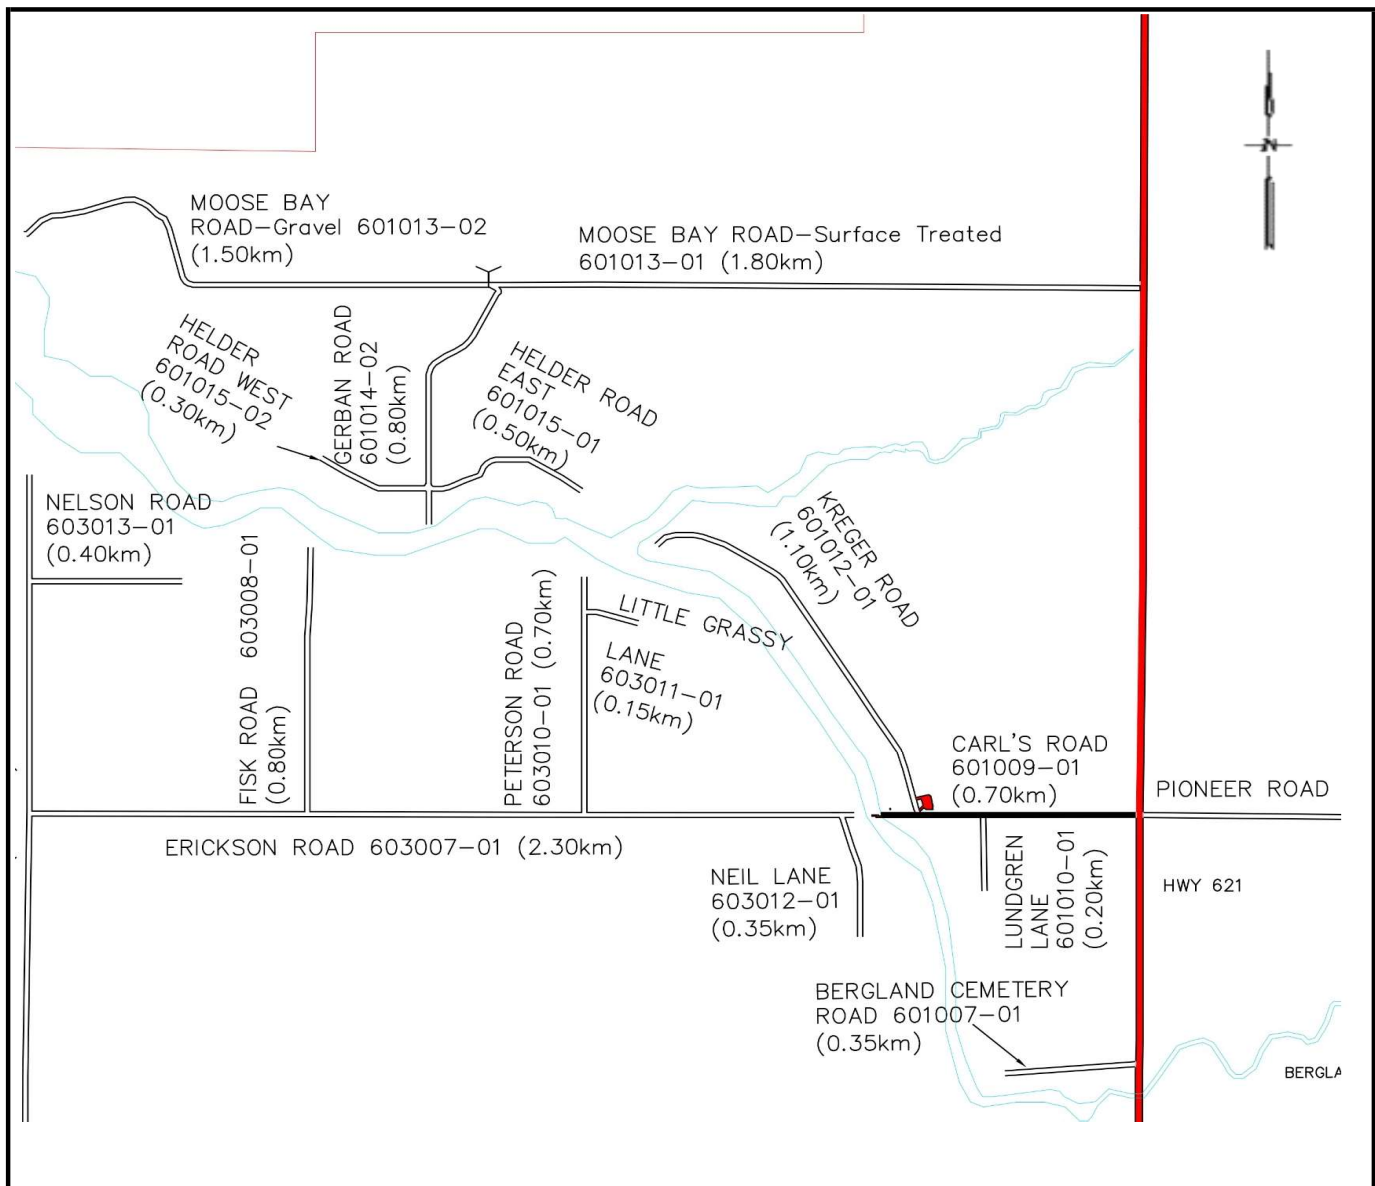 N
MOOSE BAY
ROAD-Gravel 601013-02
(1.50km)
MOOSE BAY ROAD-Surface Treated
601013-01 (1.80km)
HELDER
ROAD WEST
601015-02
(0.30km)
GERBAN ROAD
601014-02
(0.80km)
HELDER ROAD
EAST
601015-01
(0.50km)
NELSON ROAD
603013-01
(0.40km)
KREGER ROAD
601012-01
(1.10km)
FISK ROAD 603008-01
(0.80km)
PETERSON ROAD
603010-01 (0.70km)
LITTLE GRASSY
LANE
603011-01
(0.15km)
CARL'S ROAD
601009-01
(0.70km)
PIONEER ROAD
ERICKSON ROAD 603007-01 (2.30km)
NEIL LANE
603012-01
(0.35km)
LUNDGREN
LANE
601010-01
(0.20km)
HWY 621
BERGLAND CEMETERY
ROAD 601007-01
(0.35km)
BERGLA